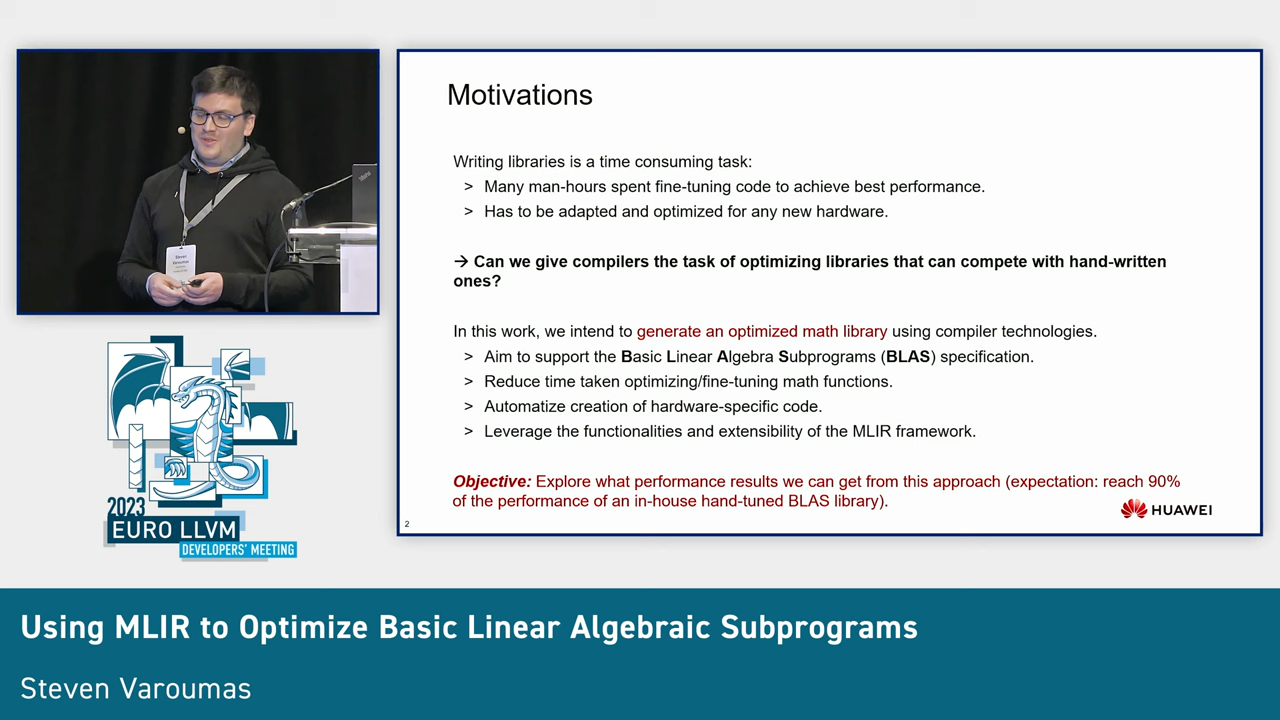 Motivations
Writing libraries is a time consuming task:
> Many man-hours spent fine-tuning code to achieve best performance.
> Has to be adapted and optimized for any new hardware.
→ Can we give compilers the task of optimizing libraries that can compete with hand-written
ones?
In this work, we intend to generate an optimized math library using compiler technologies.
> Aim to support the Basic Linear Algebra Subprograms (BLAS) specification.
> Reduce time taken optimizing/fine-tuning math functions.
> Automatize creation of hardware-specific code.
> Leverage the functionalities and extensibility of the MLIR framework.
Objective: Explore what performance results we can get from this approach (expectation: reach 90%
of the performance of an in-house hand-tuned BLAS library).
HUAWEI
2
Steven
Varoumas
2023
EURO LLVM
DEVELOPERS' MEETING
Using MLIR to Optimize Basic Linear Algebraic Subprograms
Steven Varoumas